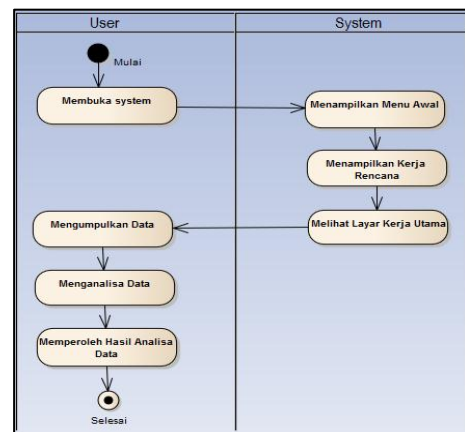 User
System
Mulai
Membuka system
Menampilkan Menu Awal
Menampilkan Kerja
Rencana
Melihat Layar Kerja Utama
Mengumpulkan Data
Menganalisa Data
Memperoleh Hasil Analisa
Data
Selesai